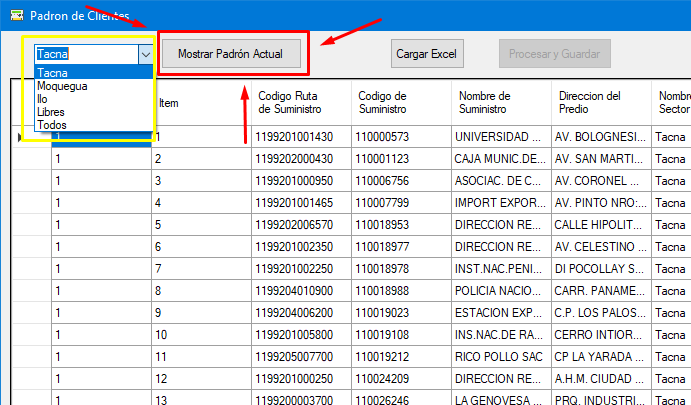 Padron de Clientes
Tacna Mostrar Padrón Actual Cargar Excel Procesar y Guardar
Tacna
Moquegua
Ilo
Libres
Todos
Item Codigo Ruta de Suministro Codigo de Suministro Nombre de Suministro Direccion del Predio Nombre Sector
1 1 1199201001430 110000573 UNIVERSIDAD ... AV. BOLOGNESI... Tacna
1 2 1199202000430 110001123 CAJA MUNIC.DE... AV. SAN MARTI... Tacna
1 3 1199201000950 110006756 ASOCIAC. DE C... AV. CORONEL ... Tacna
1 4 1199201001465 110007799 IMPORT EXPOR... AV. PINTO NRO:... Tacna
1 5 1199202006570 110018953 DIRECCION RE... CALLE HIPOLIT... Tacna
1 6 1199201002350 110018977 DIRECCION RE... AV. CELESTINO ... Tacna
1 7 1199201002250 110018978 INST.NAC.PENI... DI POCOLLAY S... Tacna
1 8 1199204010900 110018988 POLICIA NACIO... CARR. PANAME... Tacna
1 9 1199204006200 110019023 ESTACION EXP... C.P. LOS PALOS... Tacna
1 10 1199201005800 110019108 INS.NAC.DE RA... CERRO INTIOR... Tacna
1 11 1199205007700 110019212 RICO POLLO SAC CP LA YARADA ... Tacna
1 12 1199201000250 110024209 DIRECCION RE... A.H.M. CIUDAD ... Tacna
1 13 1199200003700 110026246 LA GENOVESA ... PRQ. INDUSTRI... Tacna